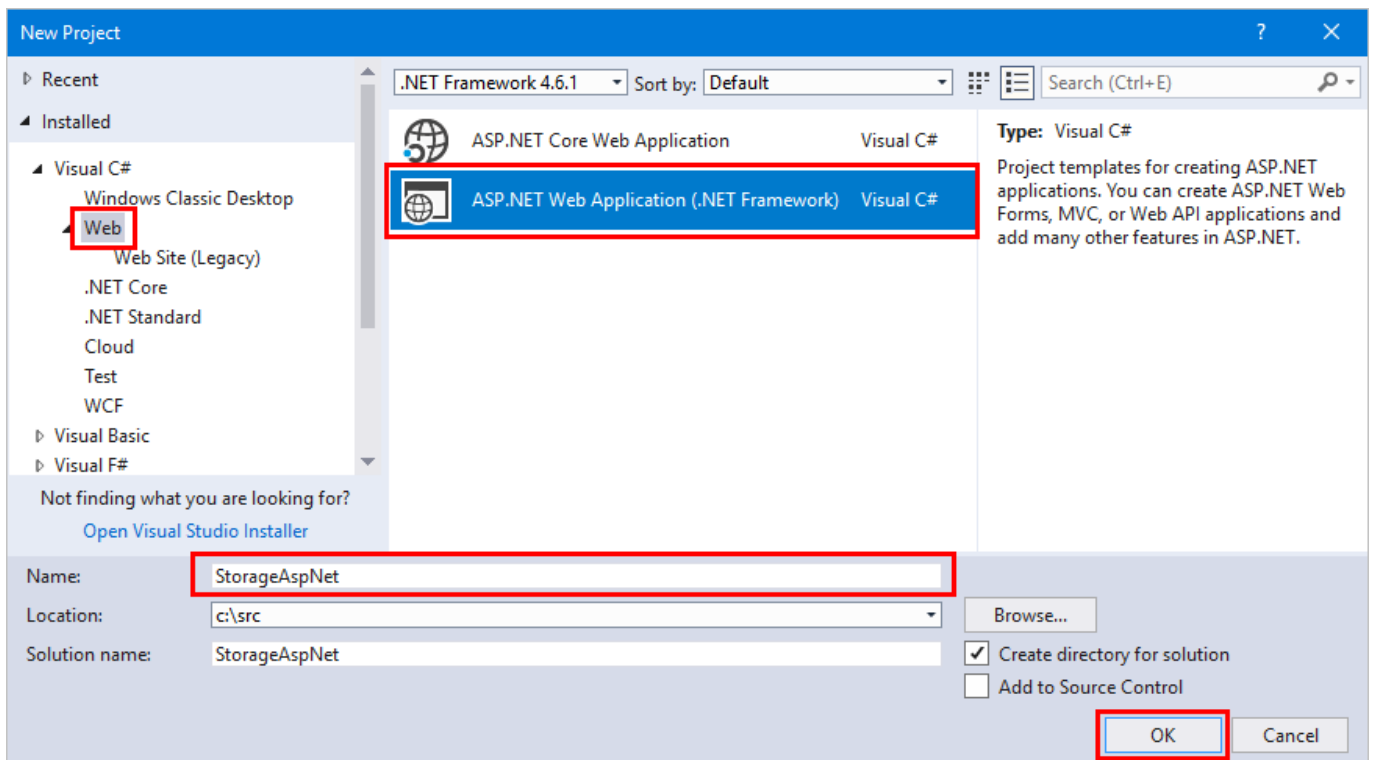 New Project
?
Recent
Installed
Visual C#
Windows Classic Desktop
Web
Web Site (Legacy)
.NET Core
.NET Standard
Cloud
Test
WCF
Visual Basic
Visual F#
Not finding what you are looking for?
Open Visual Studio Installer
.NET Framework 4.6.1
Sort by: Default
Search (Ctrl+E)
ASP.NET Core Web Application Visual C#
ASP.NET Web Application (.NET Framework) Visual C#
Type: Visual C#
Project templates for creating ASP.NET
applications. You can create ASP.NET Web
Forms, MVC, or Web API applications and
add many other features in ASP.NET.
Name: StorageAspNet
Location: c:\src
Browse...
Solution name: StorageAspNet
Create directory for solution
Add to Source Control
OK
Cancel